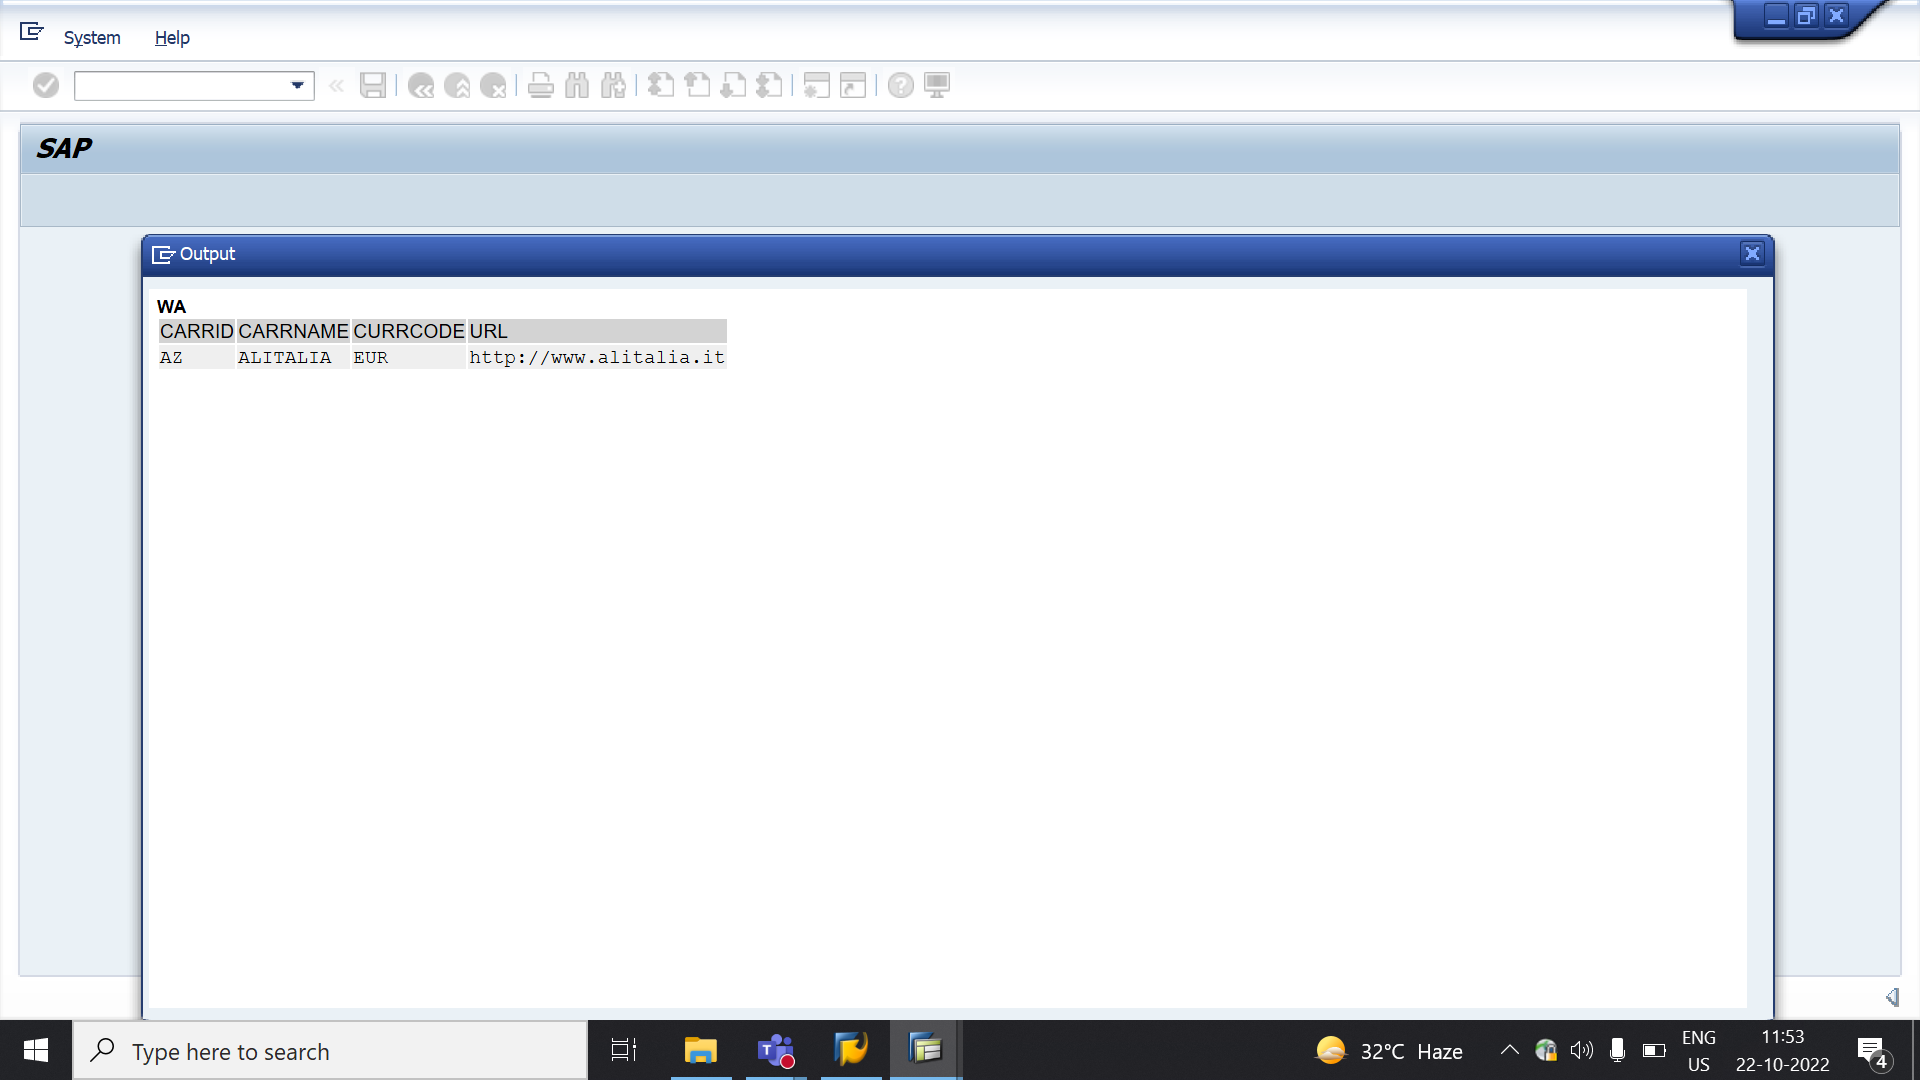 System Help
SAP
Output
WA
CARRID CARRNAME CURRCODE URL
AZ ALITALIA EUR http://www.alitalia.it
Type here to search
32°C Haze
ENG
US
11:53
22-10-2022
4